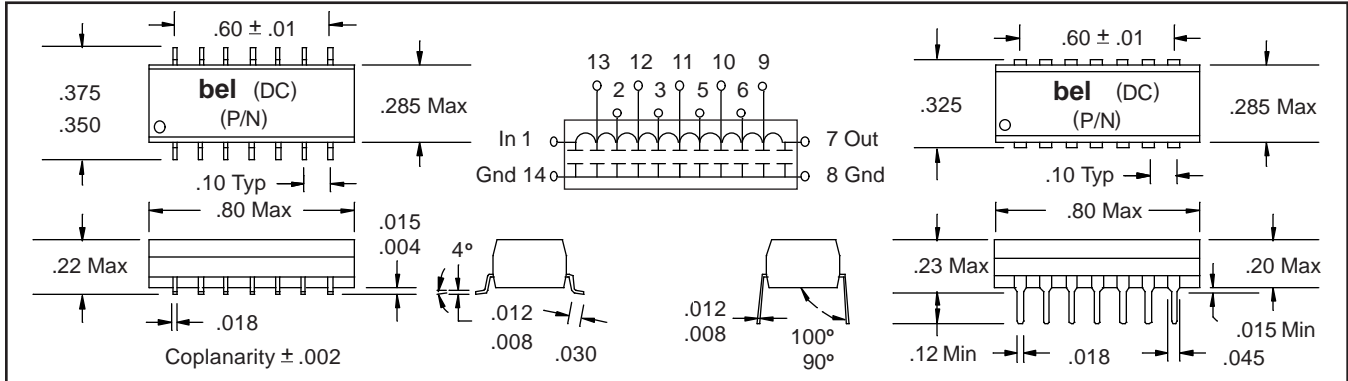 .60 ± .01
.375
.350
bel (DC)
(P/N)
.285 Max
.10 Typ
.80 Max
.22 Max
.015
.004
.018
Coplanarity ± .002
4º
.012
.008
.030
13 12 11 10 9
2 3 5 6
In 1
7 Out
Gnd 14
8 Gnd
.012
.008
100º
90º
.60 ± .01
.325
bel (DC)
(P/N)
.285 Max
.10 Typ
.80 Max
.23 Max
.20 Max
.015 Min
.12 Min
.018
.045